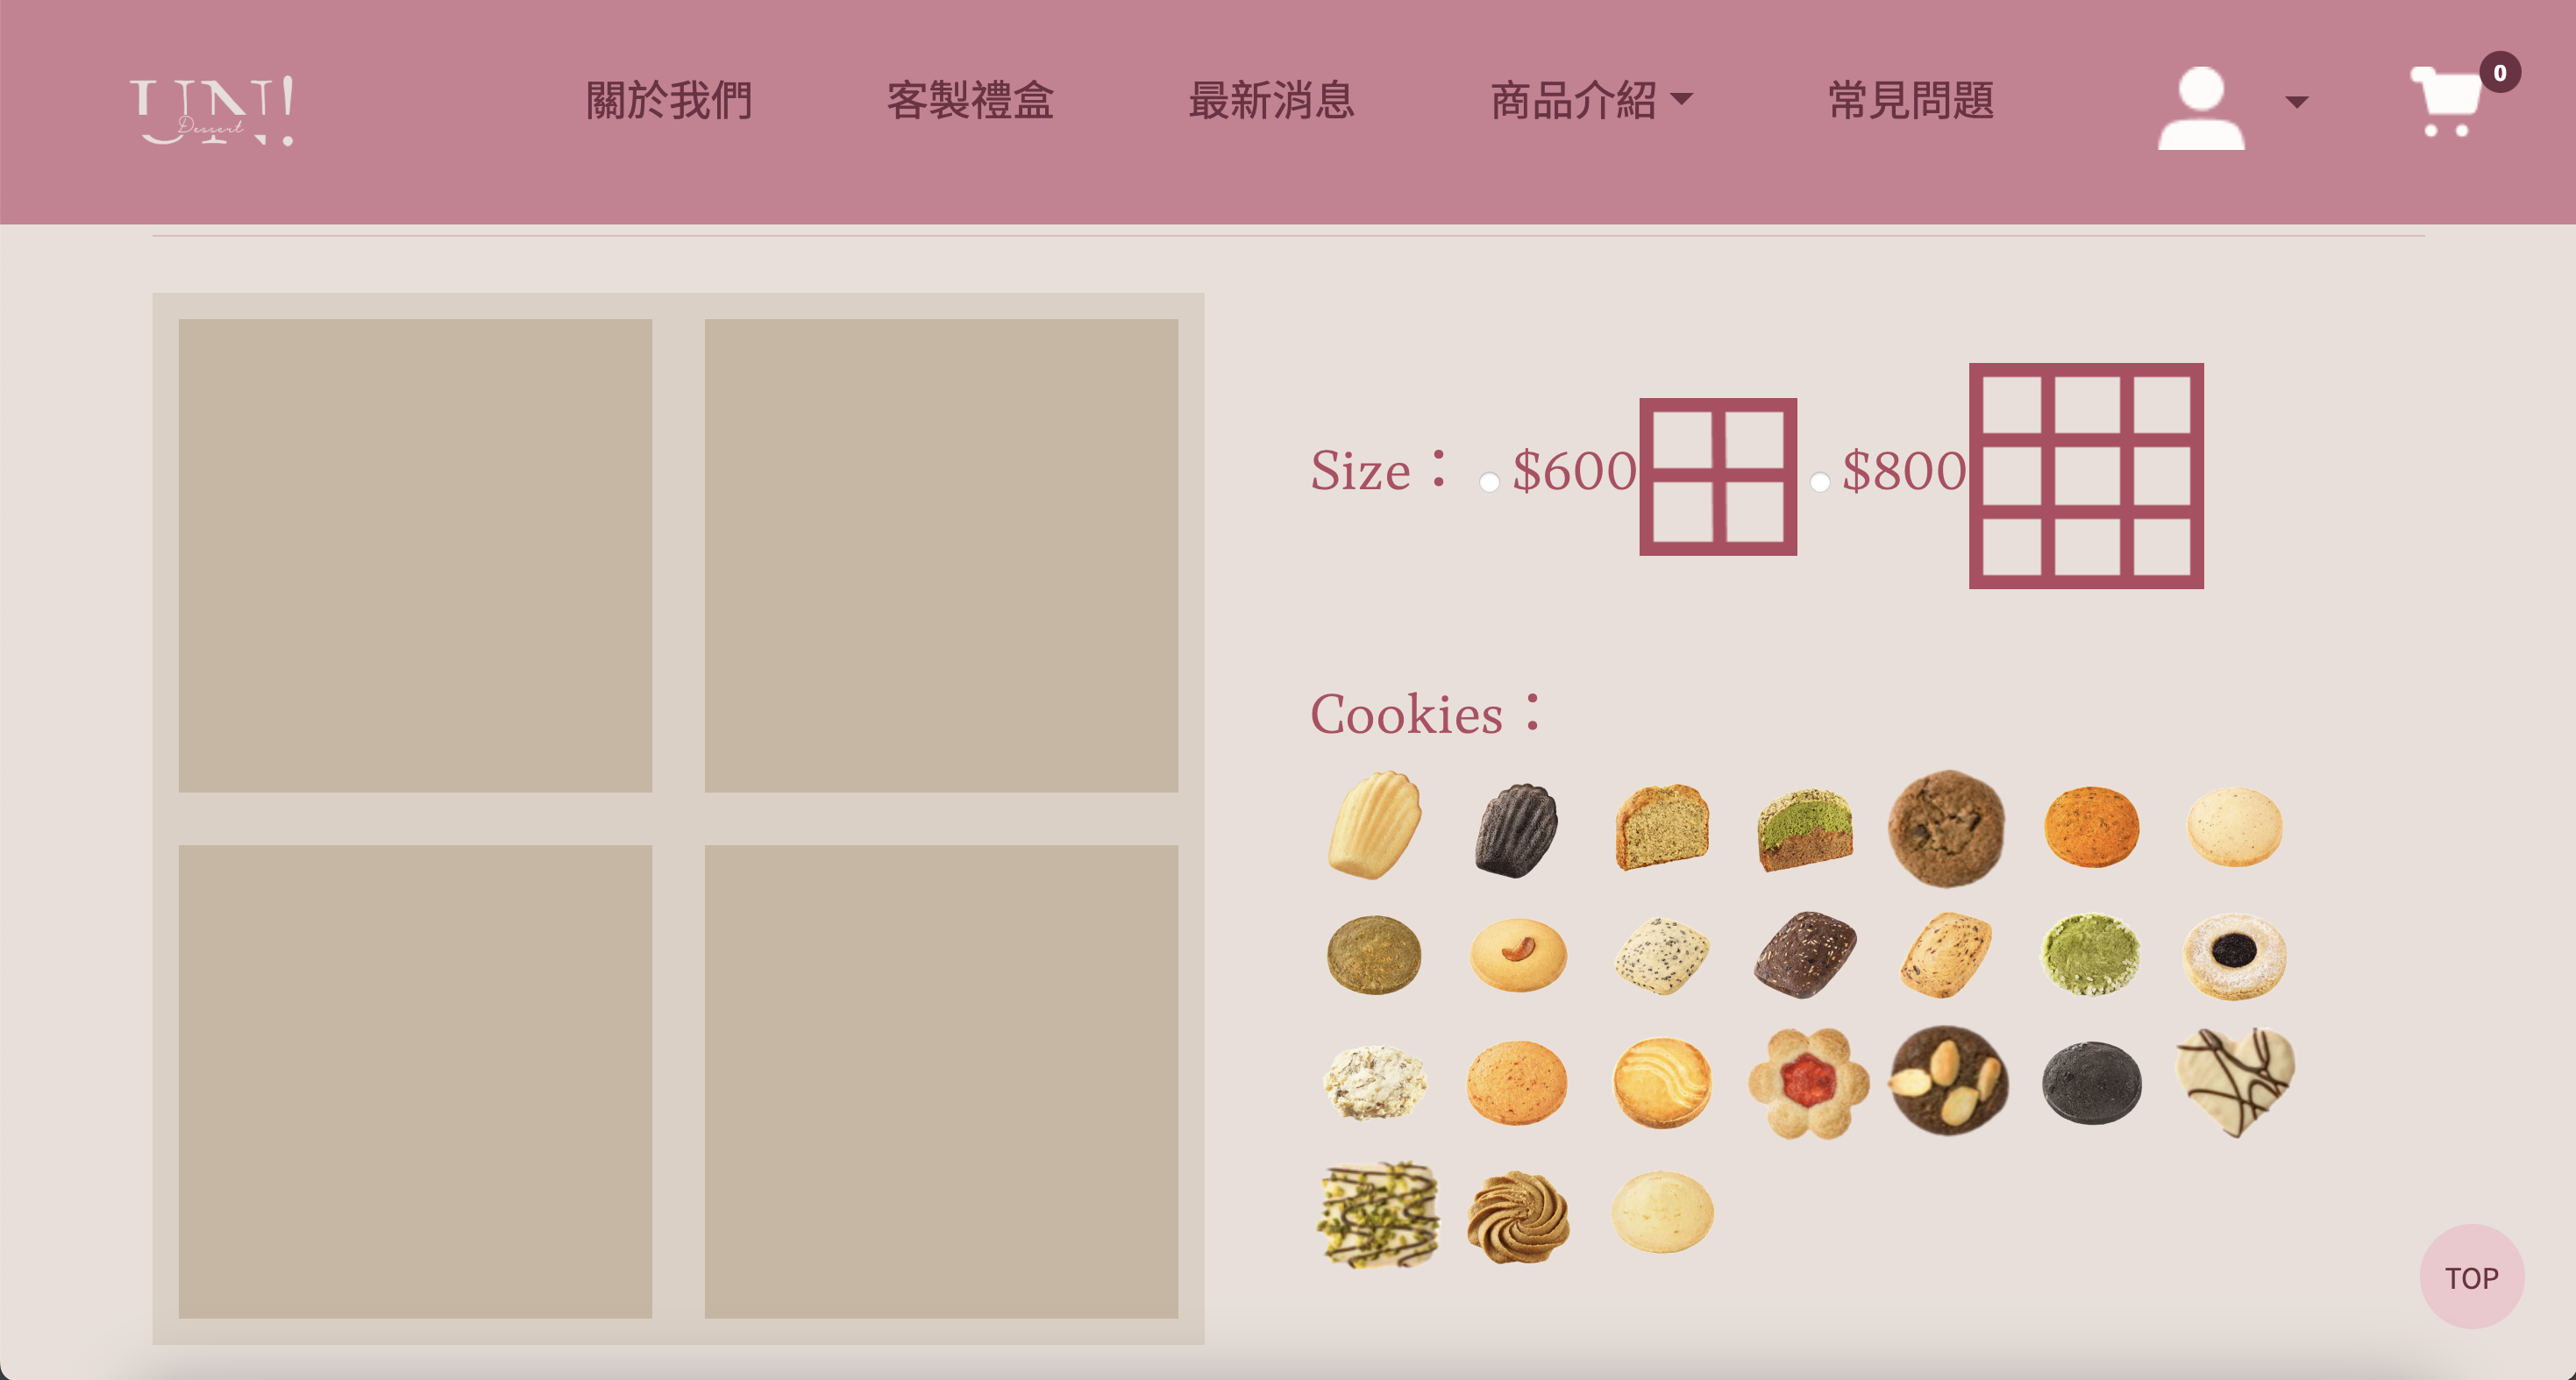 UN!
Dessert
關於我們
客製禮盒
最新消息
商品介紹
常見問題
0
Size：
$600
$800
Cookies：
TOP